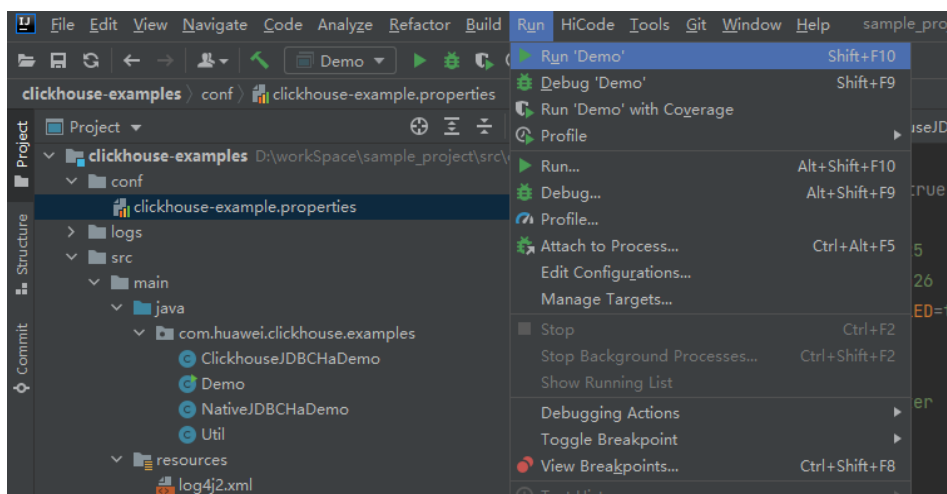 File Edit View Navigate Code Analyze Refactor Build Run HiCode Tools Git Window Help sample_pro
Demo
clickhouse-examples conf clickhouse-example.properties
Project
clickhouse-examples D:\workSpace\sample_project\src\
conf
clickhouse-example.properties
logs
src
main
java
com.huawei.clickhouse.examples
ClickhouseJDBCHaDemo
Demo
NativeJDBCHaDemo
Util
resources
log4j2.xml
Project
Structure
Commit
Run 'Demo' Shift+F10
Debug 'Demo' Shift+F9
Run 'Demo' with Coverage
Profile
Run... Alt+Shift+F10
Debug... Alt+Shift+F9
Profile...
Attach to Process... Ctrl+Alt+F5
Edit Configurations...
Manage Targets...
Stop Ctrl+F2
Stop Background Processes... Ctrl+Shift+F2
Show Running List
Debugging Actions
Toggle Breakpoint
View Breakpoints... Ctrl+Shift+F8
useJD
true
5
26
ED=
er